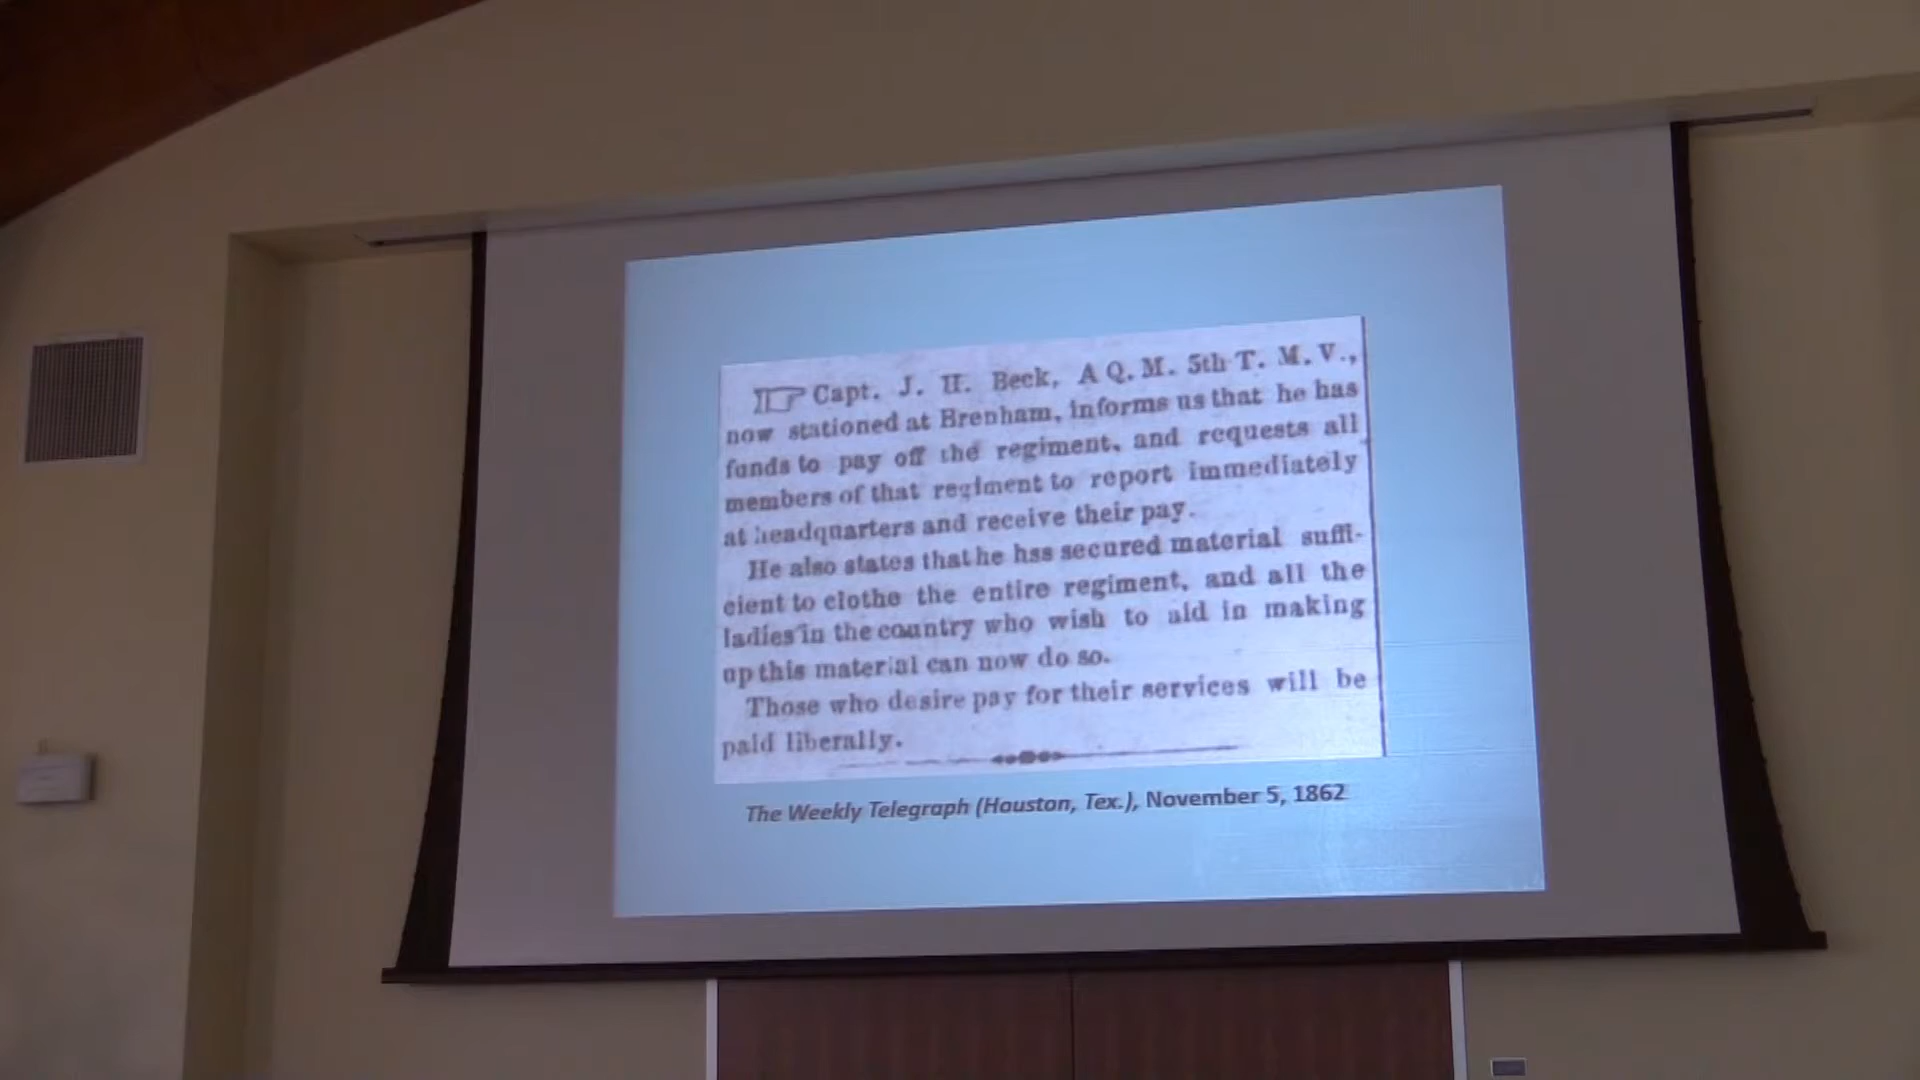 Capt. J. H. Beck, A Q. M. 5th T. M. V.,
now stationed at Brenham, informs us that he has
funds to pay off the regiment, and requests all
members of that regiment to report immediately
at headquarters and receive their pay.
He also states that he has secured material suffi-
cient to clothe the entire regiment, and all the
ladies in the country who wish to aid in making
up this material can now do so.
Those who desire pay for their services will be
paid liberally.
The Weekly Telegraph (Houston, Tex.), November 5, 1862